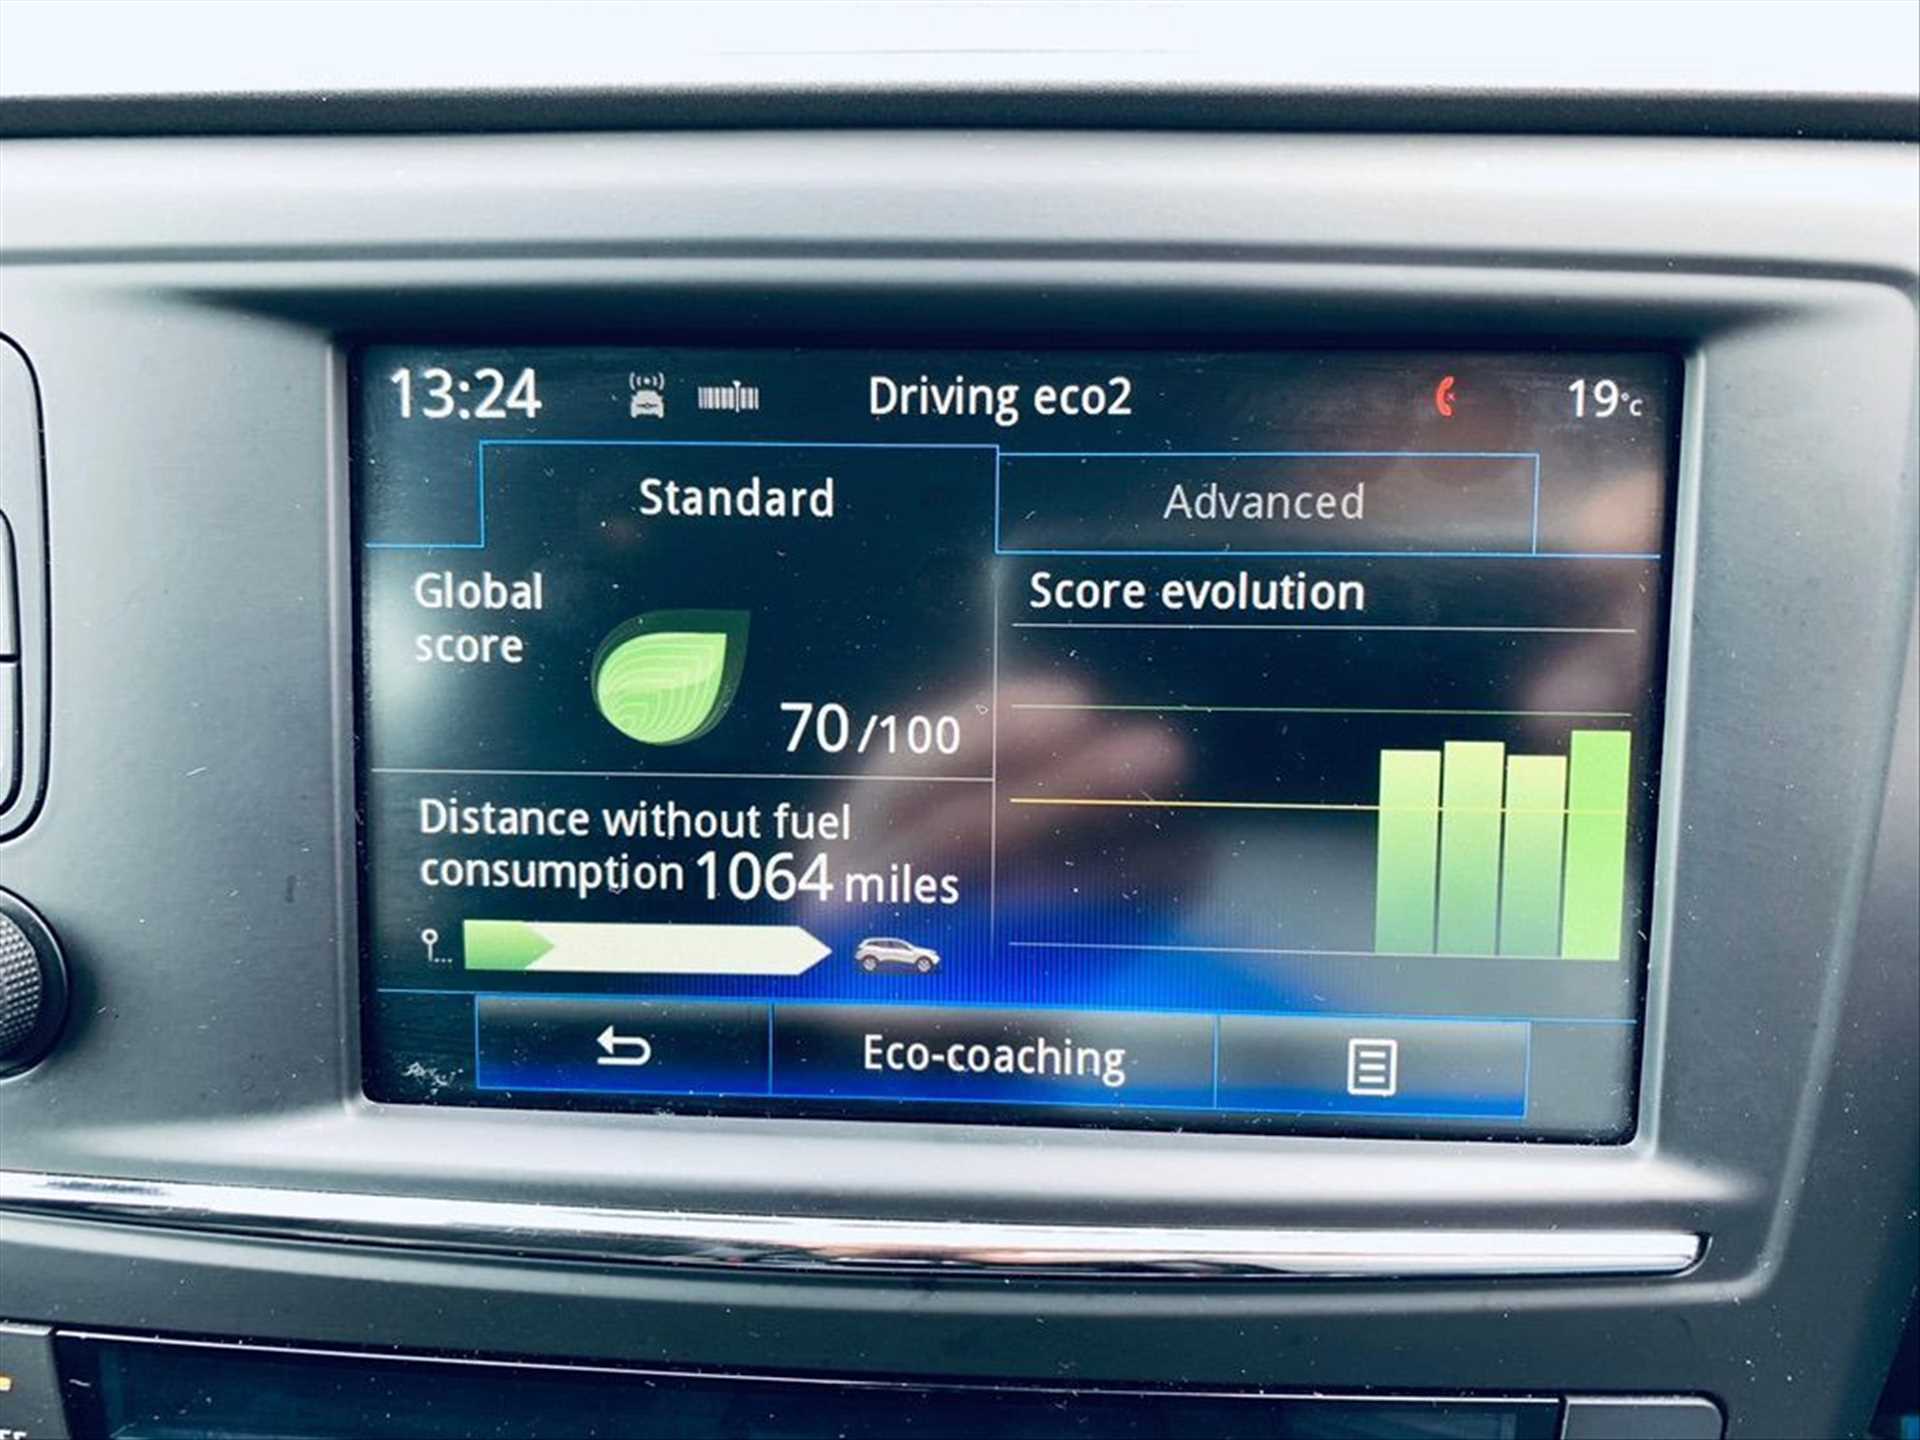 13:24 Driving eco2 19°C
Standard Advanced
Global
score
70/100
Score evolution
Distance without fuel
consumption 1064 miles
Eco-coaching